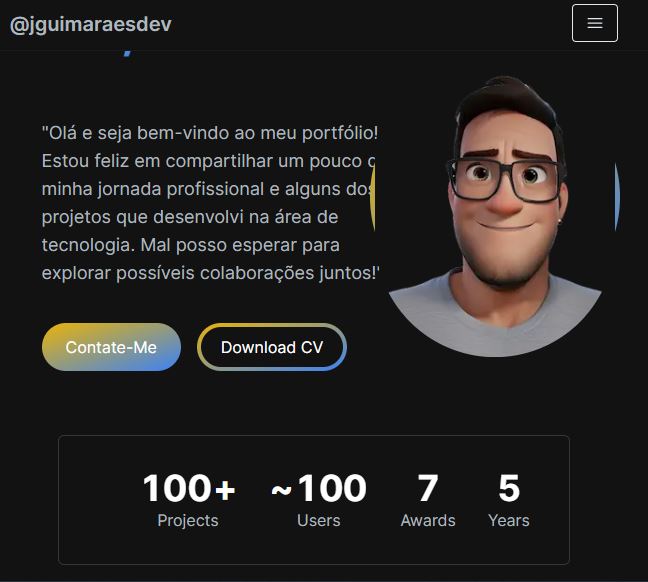 @jguimaraesdev
"Olá e seja bem-vindo ao meu portfólio!
Estou feliz em compartilhar um pouco
minha jornada profissional e alguns dos
projetos que desenvolvi na área de
tecnologia. Mal posso esperar para
explorar possíveis colaborações juntos!"
Contate-Me
Download CV
100+ ~100 7 5
Projects Users Awards Years